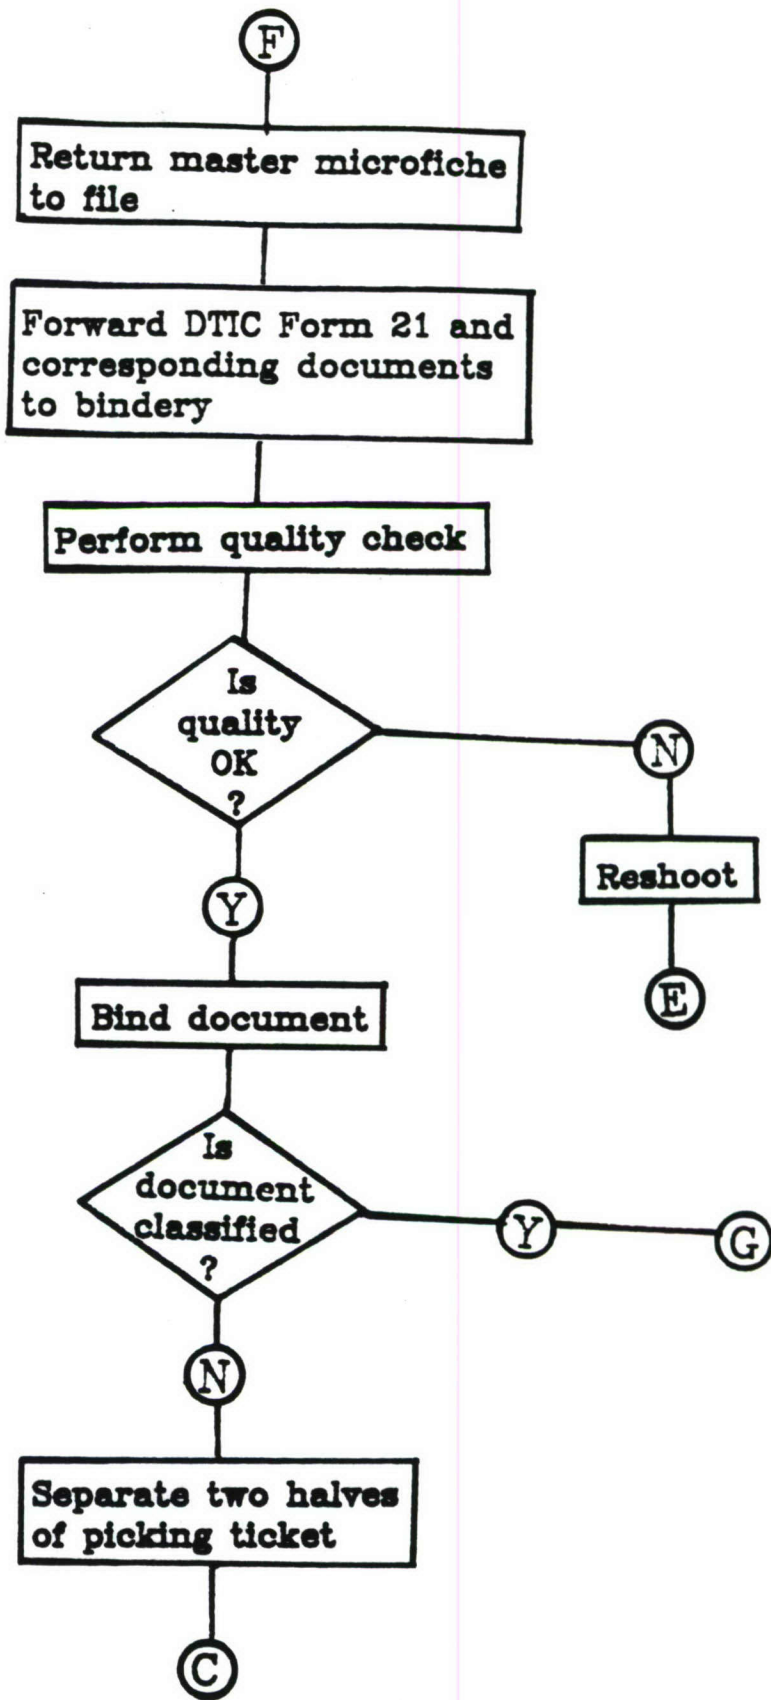 F
Return master microfiche
to file
Forward DTIC Form 21 and
corresponding documents
to bindery
Perform quality check
Is
quality
OK
?
N
Reshoot
E
Y
Bind document
Is
document
classified
?
Y
G
N
Separate two halves
of picking ticket
C